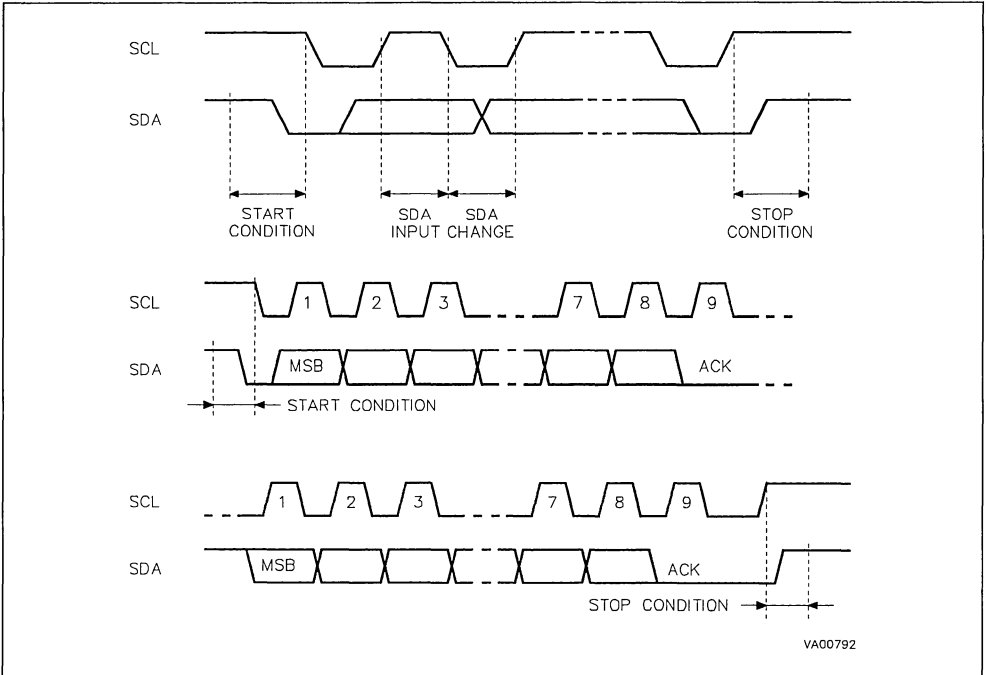 SCL
SDA
START
CONDITION
SDA
INPUT
SDA
CHANGE
STOP
CONDITION
SCL
1 2 3 7 8 9
SDA
MSB
ACK
START CONDITION
SCL
1 2 3 7 8 9
SDA
MSB
ACK
STOP CONDITION
VA00792